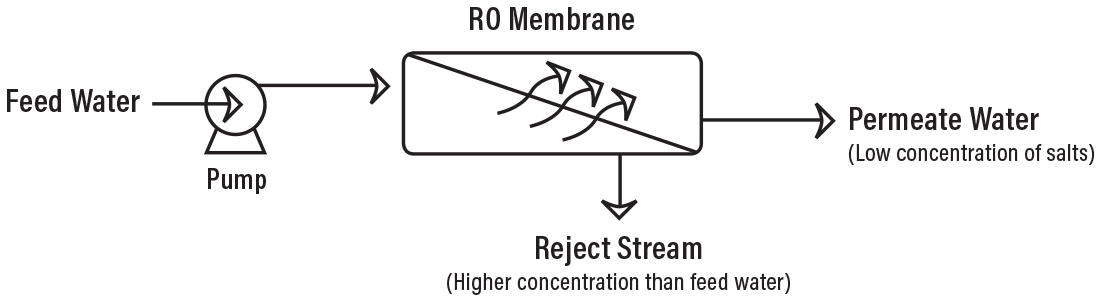 RO Membrane
Feed Water
Pump
Permeate Water
(Low concentration of salts)
Reject Stream
(Higher concentration than feed water)